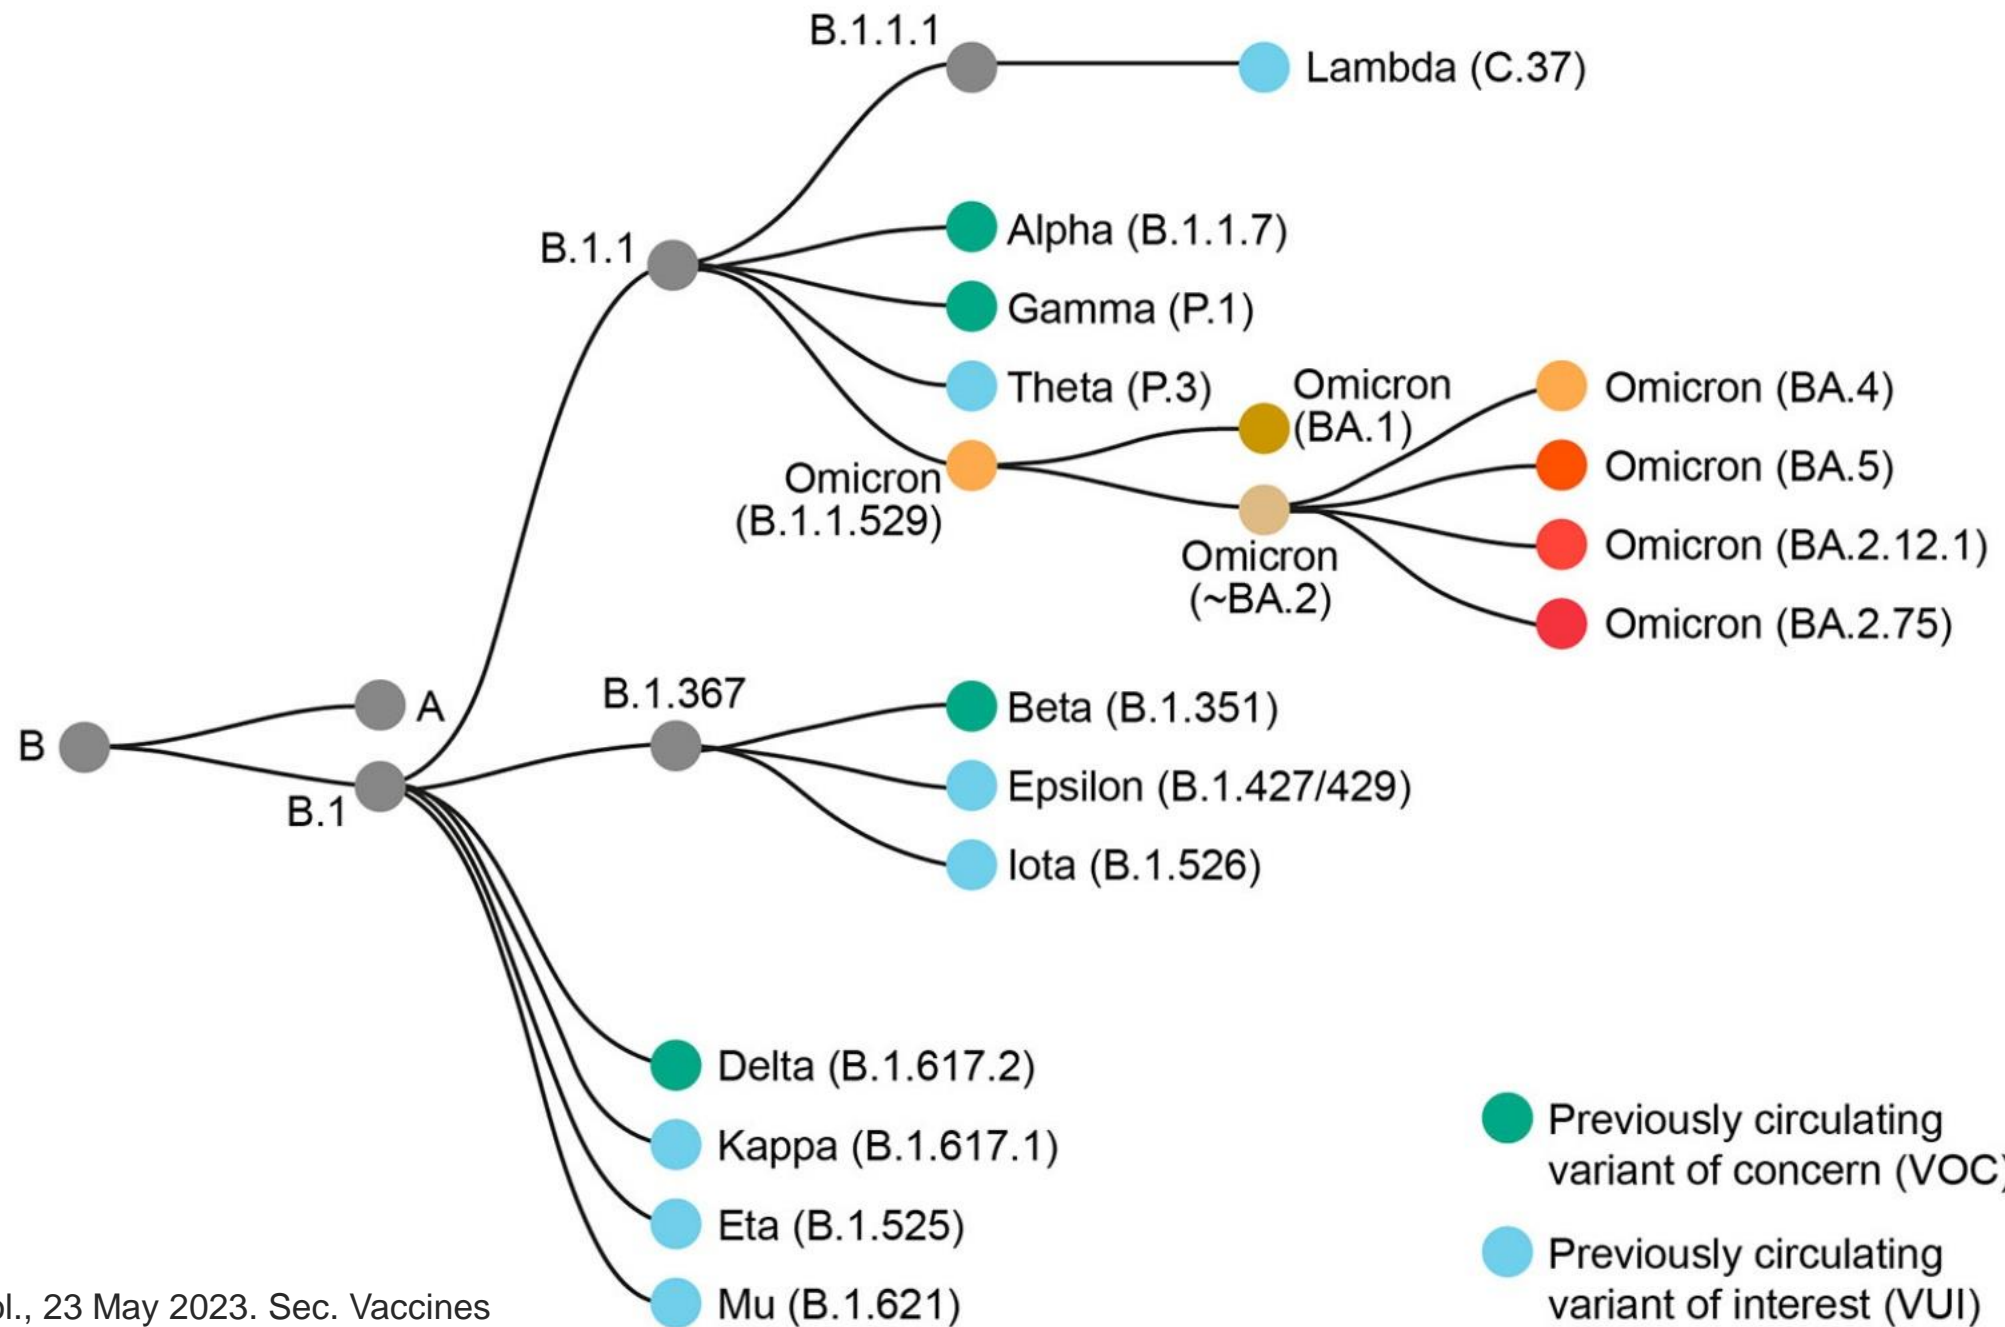 B.1.1.1
Lambda (C.37)
B.1.1
Alpha (B.1.1.7)
Gamma (P.1)
Theta (P.3)
Omicron
(BA.1)
Omicron (BA.4)
Omicron
(B.1.1.529)
Omicron (BA.5)
Omicron
(~BA.2)
Omicron (BA.2.12.1)
Omicron (BA.2.75)
B
A
B.1
B.1.367
Beta (B.1.351)
Epsilon (B.1.427/429)
Iota (B.1.526)
Delta (B.1.617.2)
Kappa (B.1.617.1)
Eta (B.1.525)
Mu (B.1.621)
Previously circulating
variant of concern (VOC)
Previously circulating
variant of interest (VUI)
ol., 23 May 2023. Sec. Vaccines